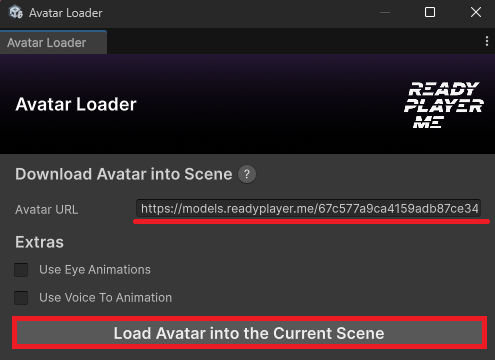 Avatar Loader
Avatar Loader
Avatar Loader
READY
PLAYER
ME
Download Avatar into Scene ?
Avatar URL https://models.readyplayer.me/67c577a9ca4159adb87ce34
Extras
Use Eye Animations
Use Voice To Animation
Load Avatar into the Current Scene